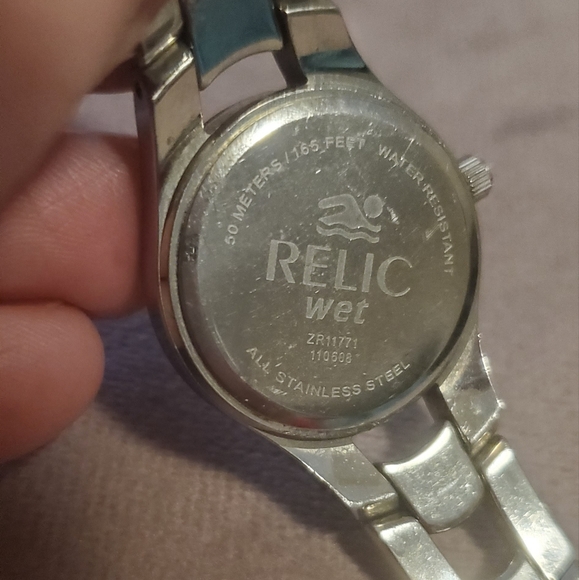 50 METERS / 165 FEET WATER-RESISTANT
RELIC
wet
ZR11771
110608
ALL STAINLESS STEEL